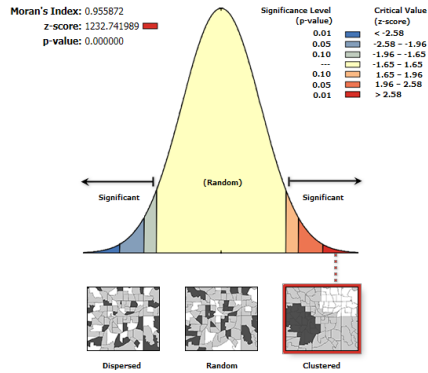 Moran's Index: 0.955872
z-score: 1232.741989
p-value: 0.000000
Significance Level
(p-value)
Critical Value
(z-score)
0.01 < -2.58
0.05 -2.58 – -1.96
0.10 -1.96 – -1.65
--- -1.65 – 1.65
0.10 1.65 – 1.96
0.05 1.96 – 2.58
0.01 > 2.58
(Random)
Significant
Significant
Dispersed
Random
Clustered